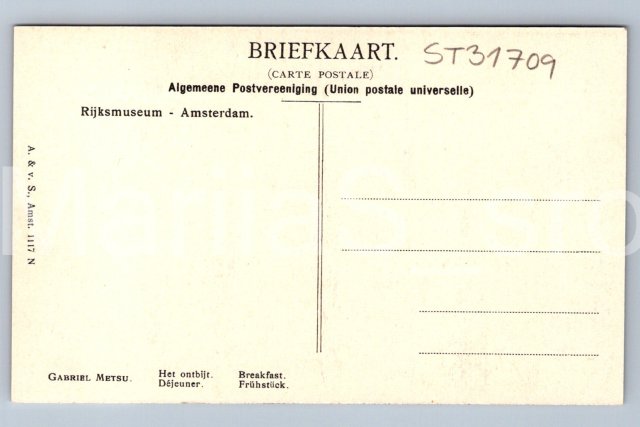 BRIEFKAART.
ST31709
(CARTE POSTALE)
Algemeene Postvereeniging (Union postale universelle)
Rijksmuseum - Amsterdam.
A. & v. S., Amst. 1117 N
GABRIEL METSU.
Het ontbijt. Breakfast.
Déjeuner. Frühstück.